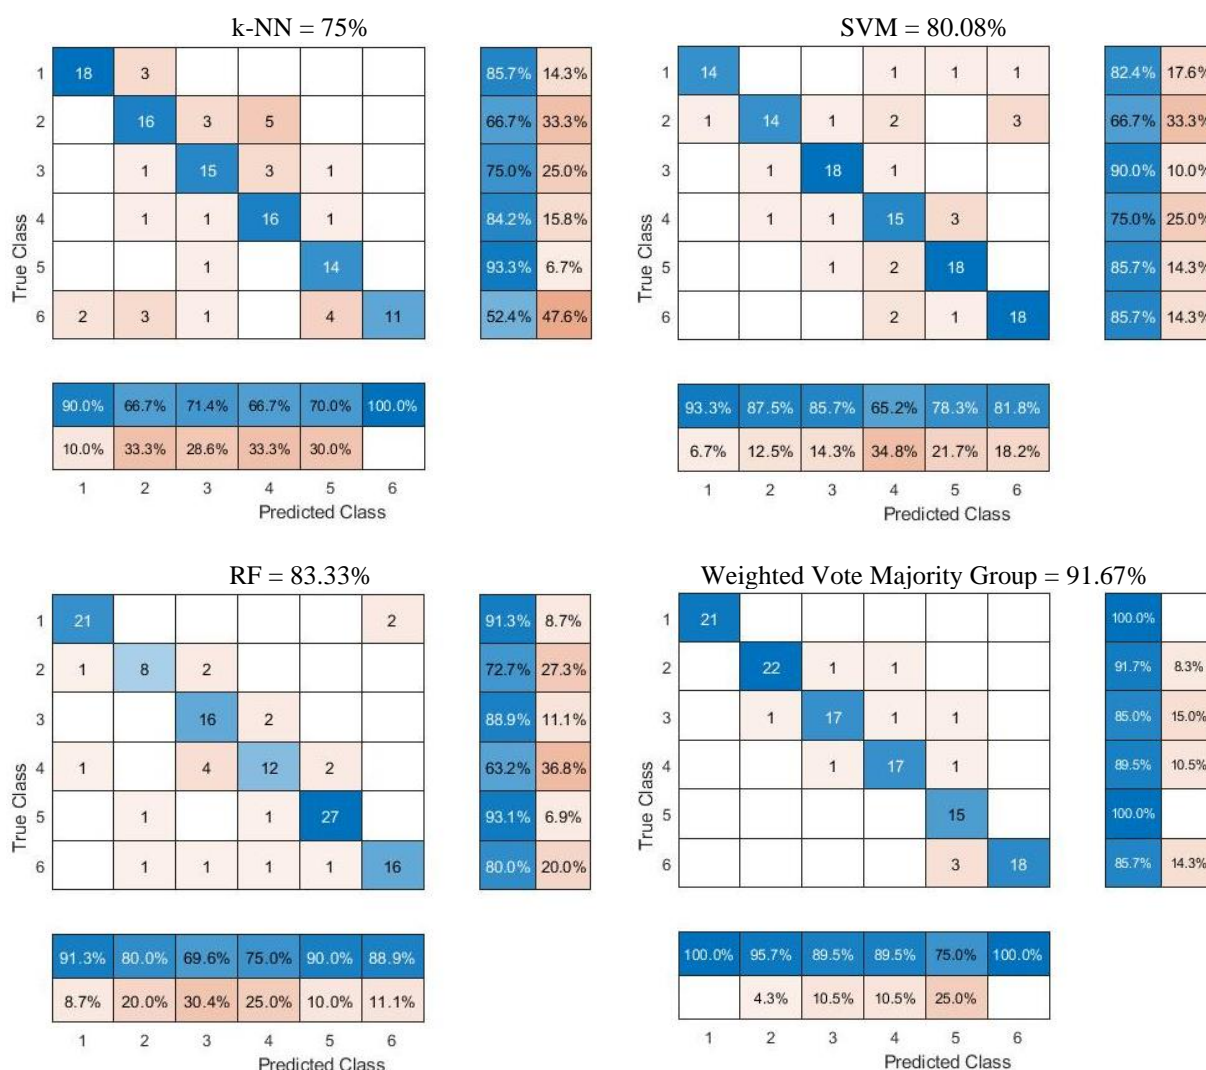 k-NN = 75%
1 18 3 85.7% 14.3%
2 16 3 5 66.7% 33.3%
3 1 15 3 1 75.0% 25.0%
4 1 1 16 1 84.2% 15.8%
5 1 14 93.3% 6.7%
6 2 3 1 4 11 52.4% 47.6%
True Class
90.0% 66.7% 71.4% 66.7% 70.0% 100.0%
10.0% 33.3% 28.6% 33.3% 30.0%
1 2 3 4 5 6
Predicted Class
SVM = 80.08%
1 14 1 1 1 82.4% 17.6%
2 1 14 1 2 3 66.7% 33.3%
3 1 18 1 90.0% 10.0%
4 1 1 15 3 75.0% 25.0%
5 1 2 18 85.7% 14.3%
6 2 1 18 85.7% 14.3%
True Class
93.3% 87.5% 85.7% 65.2% 78.3% 81.8%
6.7% 12.5% 14.3% 34.8% 21.7% 18.2%
1 2 3 4 5 6
Predicted Class
RF = 83.33%
1 21 2 91.3% 8.7%
2 1 8 2 72.7% 27.3%
3 16 2 88.9% 11.1%
4 1 4 12 2 63.2% 36.8%
5 1 1 27 93.1% 6.9%
6 1 1 1 1 16 80.0% 20.0%
True Class
91.3% 80.0% 69.6% 75.0% 90.0% 88.9%
8.7% 20.0% 30.4% 25.0% 10.0% 11.1%
1 2 3 4 5 6
Predicted Class
Weighted Vote Majority Group = 91.67%
1 21 100.0%
2 22 1 1 91.7% 8.3%
3 1 17 1 1 85.0% 15.0%
4 1 17 1 89.5% 10.5%
5 15 100.0%
6 3 18 85.7% 14.3%
True Class
100.0% 95.7% 89.5% 89.5% 75.0% 100.0%
4.3% 10.5% 10.5% 25.0%
1 2 3 4 5 6
Predicted Class